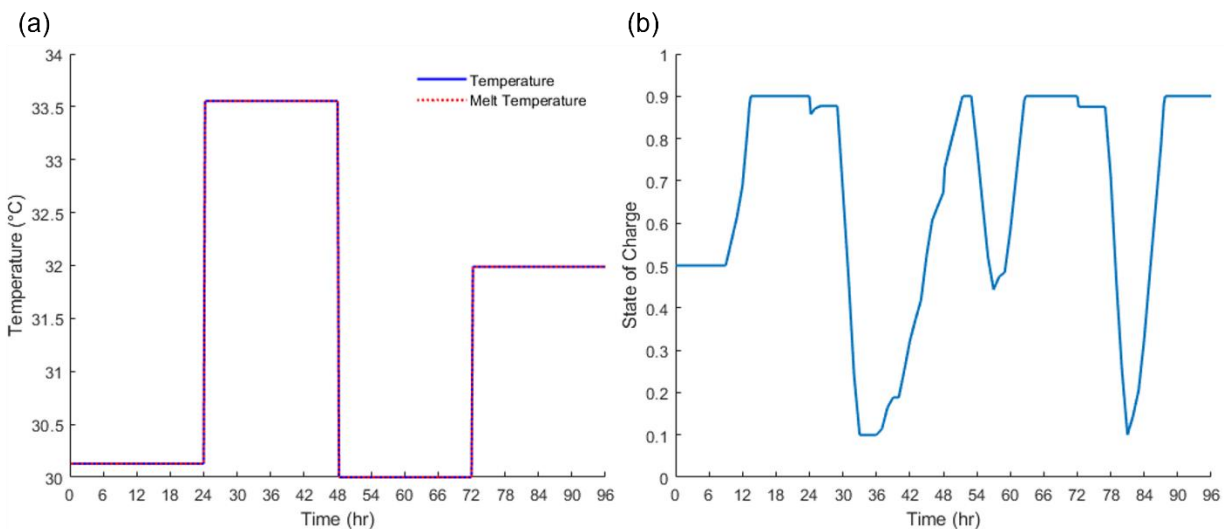 (a)
34
33.5
33
32.5
32
31.5
31
30.5
30
Temperature (°C)
Temperature
Melt Temperature
0 6 12 18 24 30 36 42 48 54 60 66 72 78 84 90 96
Time (hr)
(b)
1
0.9
0.8
0.7
0.6
0.5
0.4
0.3
0.2
0.1
0
State of Charge
0 6 12 18 24 30 36 42 48 54 60 66 72 78 84 90 96
Time (hr)